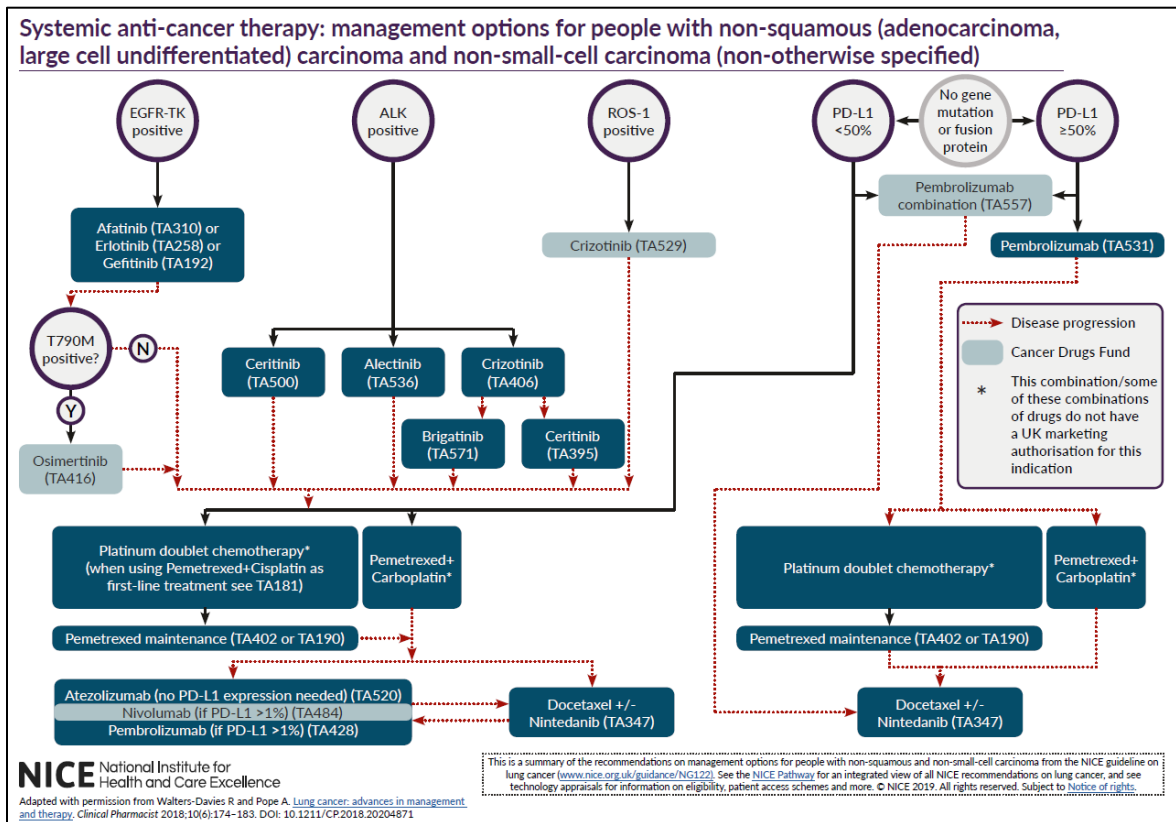 Systemic anti-cancer therapy: management options for people with non-squamous (adenocarcinoma,
large cell undifferentiated) carcinoma and non-small-cell carcinoma (non-otherwise specified)
EGFR-TK
positive
ALK
positive
ROS-1
positive
PD-L1
<50%
No gene
mutation
or fusion
protein
PD-L1
≥50%
Pembrolizumab
combination (TA557)
Afatinib (TA310) or
Erlotinib (TA258) or
Gefitinib (TA192)
Crizotinib (TA529)
Pembrolizumab (TA531)
T790M
positive?
N
Y
Osimertinib
(TA416)
Ceritinib
(TA500)
Alectinib
(TA536)
Crizotinib
(TA406)
Brigatinib
(TA571)
Ceritinib
(TA395)
Disease progression
Cancer Drugs Fund
* This combination/some
of these combinations
of drugs do not have
a UK marketing
authorisation for this
indication
Platinum doublet chemotherapy*
(when using Pemetrexed+Cisplatin as
first-line treatment see TA181)
Pemetrexed+
Carboplatin*
Platinum doublet chemotherapy*
Pemetrexed+
Carboplatin*
Pemetrexed maintenance (TA402 or TA190)
Pemetrexed maintenance (TA402 or TA190)
Atezolizumab (no PD-L1 expression needed) (TA520)
Nivolumab (if PD-L1 >1%) (TA484)
Pembrolizumab (if PD-L1 >1%) (TA428)
Docetaxel +/-
Nintedanib (TA347)
Docetaxel +/-
Nintedanib (TA347)
NICE National Institute for
Health and Care Excellence
Adapted with permission from Walters-Davies R and Pope A. Lung cancer: advances in management
and therapy. Clinical Pharmacist 2018;10(6):174–183. DOI: 10.1211/CP.2018.20204871
This is a summary of the recommendations on management options for people with non-squamous and non-small-cell carcinoma from the NICE guideline on
lung cancer (www.nice.org.uk/guidance/NG122). See the NICE Pathway for an integrated view of all NICE recommendations on lung cancer, and see
technology appraisals for information on eligibility, patient access schemes and more. © NICE 2019. All rights reserved. Subject to Notice of rights.